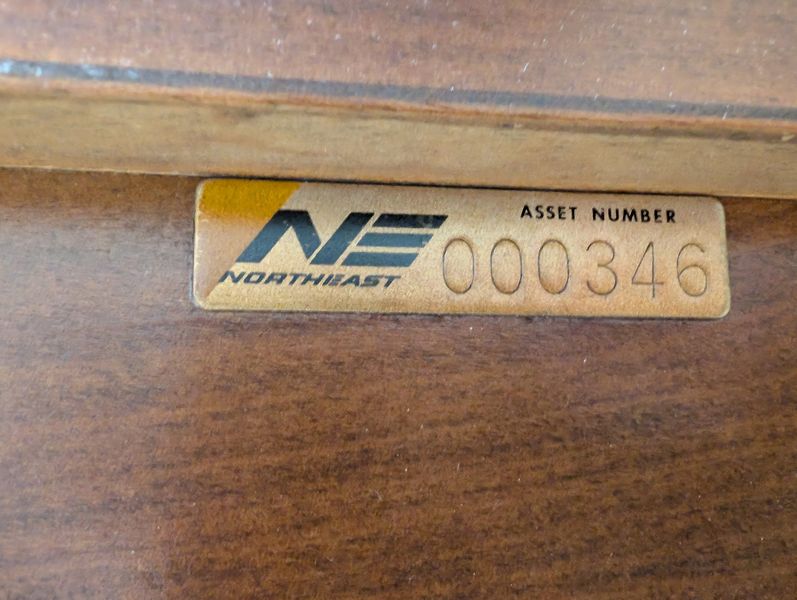 NE
NORTHEAST
ASSET NUMBER
000346